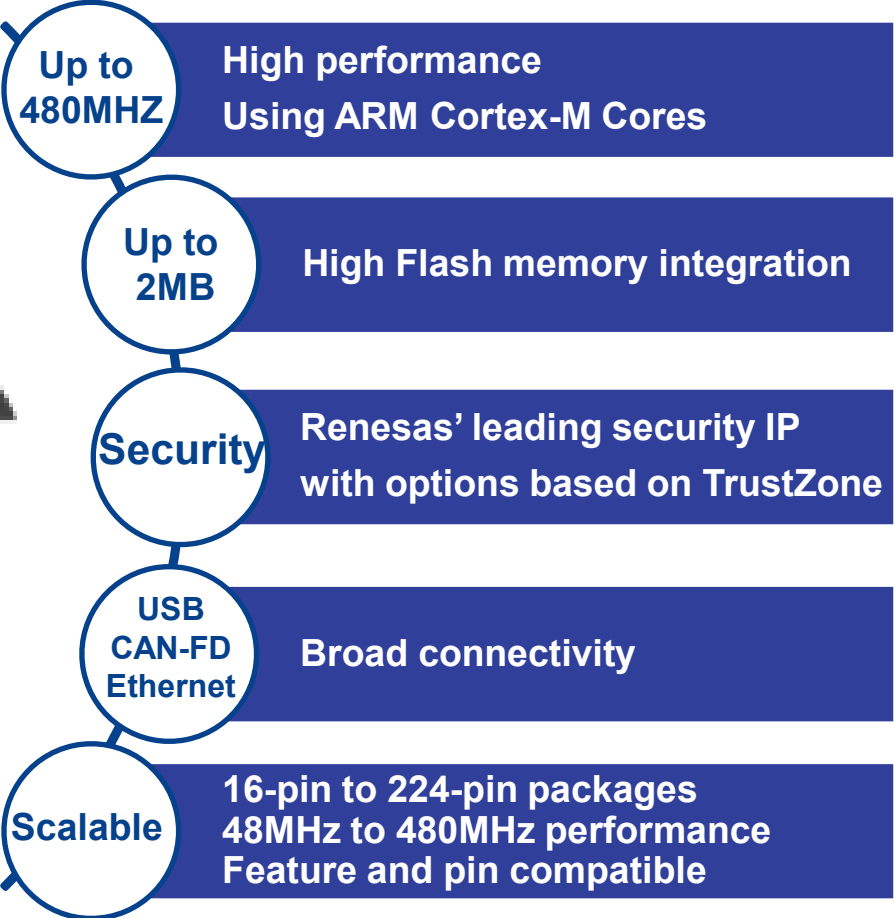 Up to
480MHZ
High performance
Using ARM Cortex-M Cores
Up to
2MB
High Flash memory integration
Security
Renesas’ leading security IP
with options based on TrustZone
USB
CAN-FD
Ethernet
Broad connectivity
Scalable
16-pin to 224-pin packages
48MHz to 480MHz performance
Feature and pin compatible